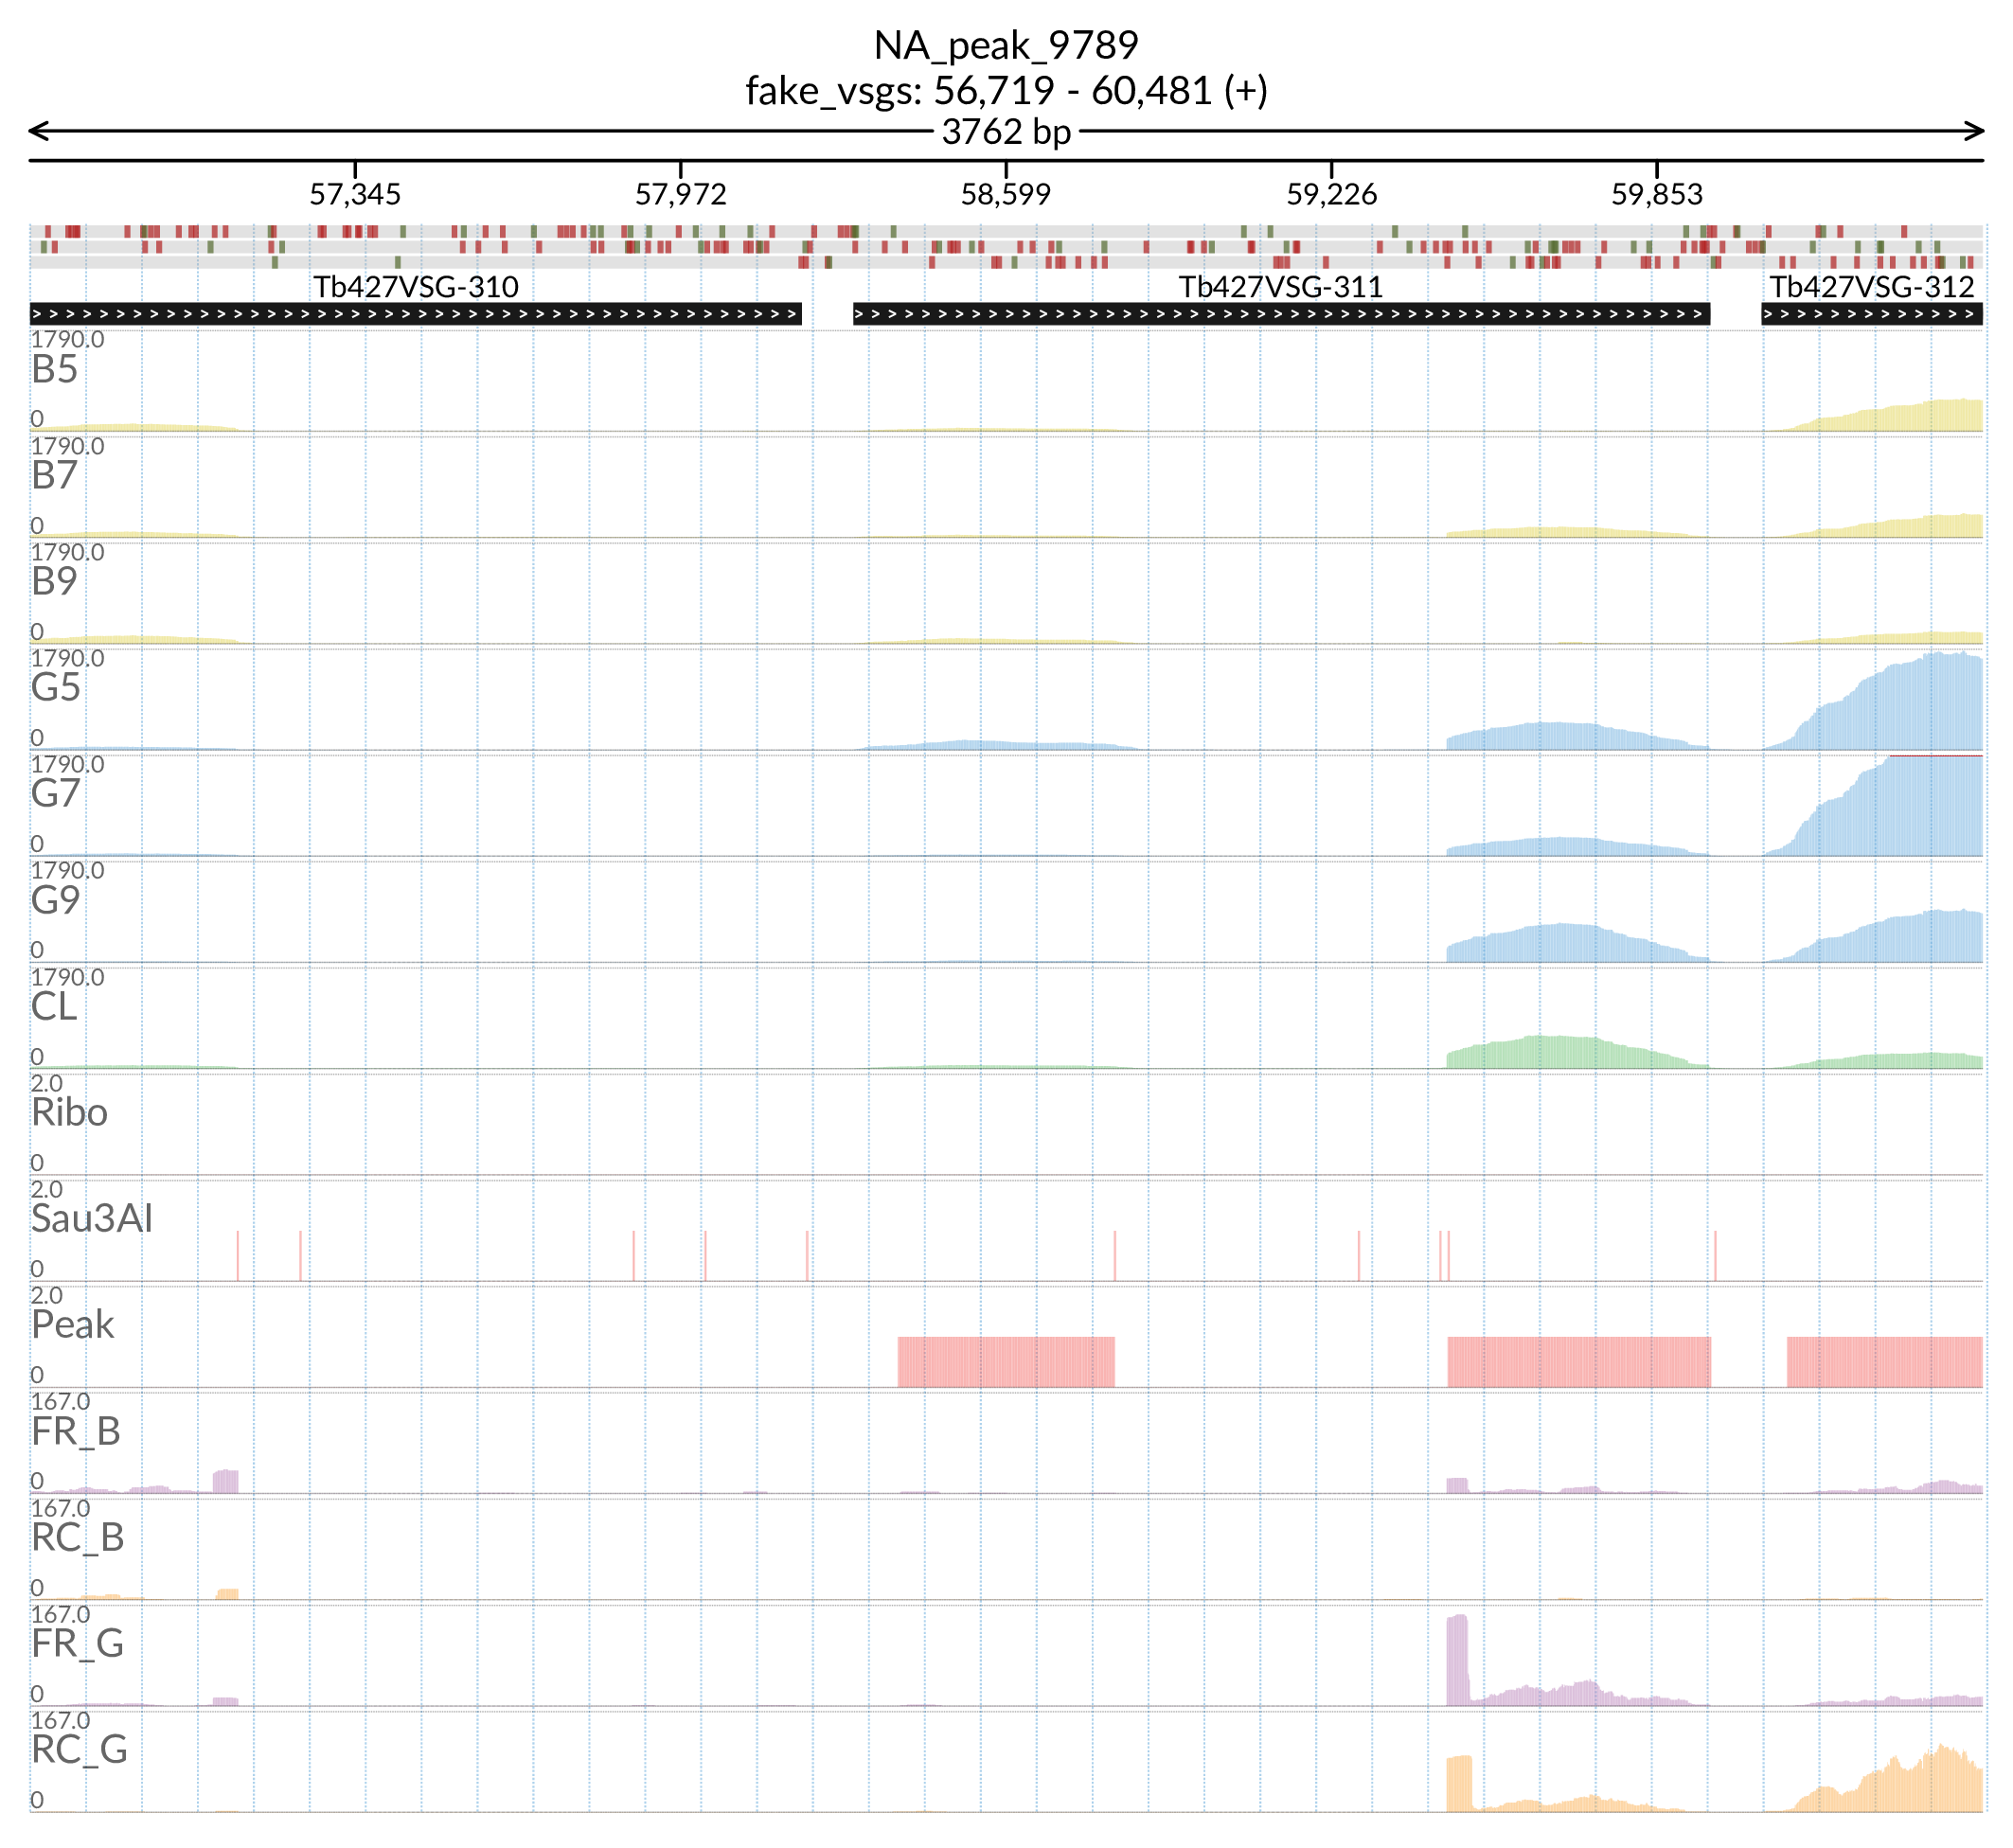 NA_peak_9789
fake_vsgs: 56,719 - 60,481 (+)
3762 bp
57,345 57,972 58,599 59,226 59,853
Tb427VSG-310 Tb427VSG-311 Tb427VSG-312
1790.0
B5
0
1790.0
B7
0
1790.0
B9
0
1790.0
G5
0
1790.0
G7
0
1790.0
G9
0
1790.0
CL
0
2.0
Ribo
0
2.0
Sau3AI
0
2.0
Peak
0
167.0
FR_B
0
167.0
RC_B
0
167.0
FR_G
0
167.0
RC_G
0